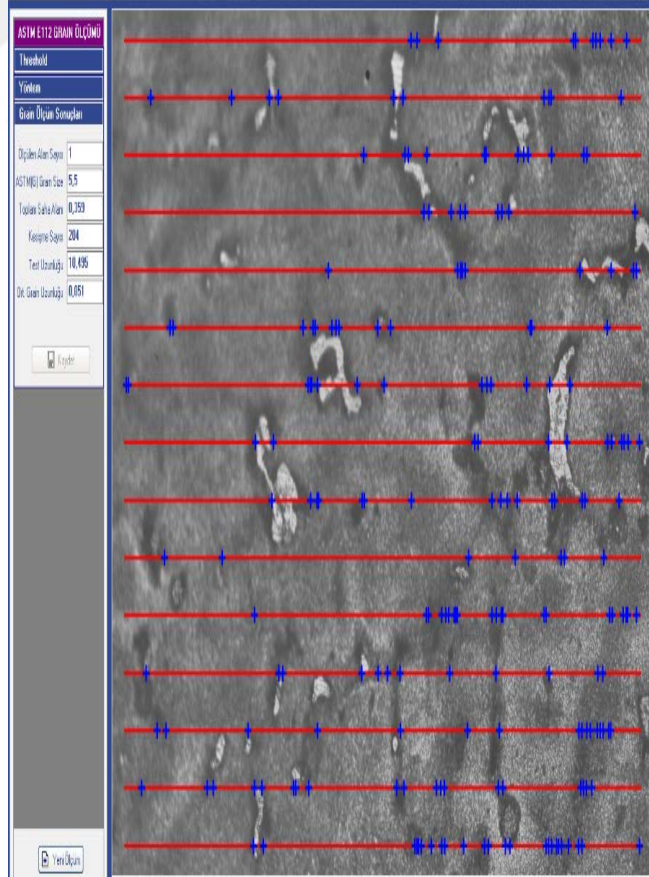 ASTM E112 GRAIN ÖLÇÜMÜ
Threshold
Yöntem
Grain Ölçüm Sonuçları
Ölçülen Alan Sayısı 1
ASTM(G) Grain Size 5,5
Toplam Saha Alanı 0,359
Kesişme Sayısı 204
Test Uzunluğu 10,495
Ort. Grain Uzunluğu 0,051
Kaydet
Yeni Ölçüm